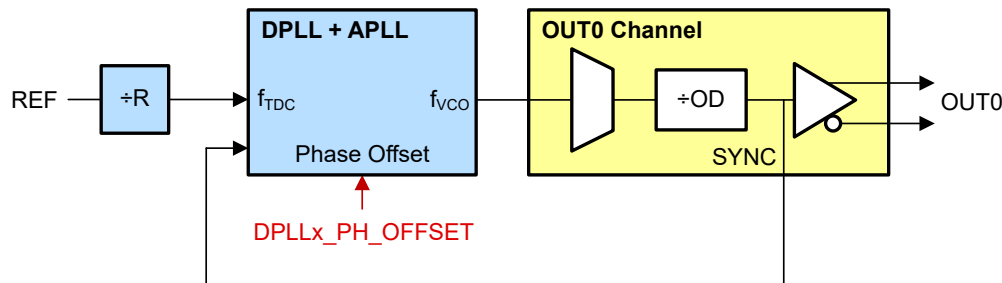 DPLL + APLL
OUT0 Channel
REF
÷R
fTDC
fVCO
÷OD
OUT0
Phase Offset
SYNC
DPLLx_PH_OFFSET